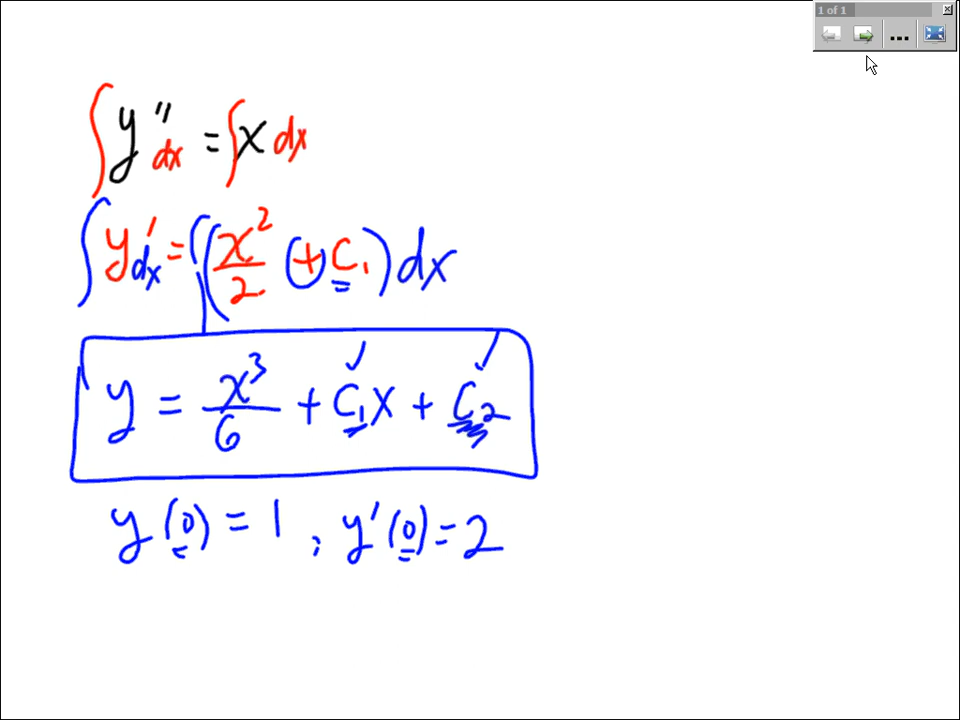 1 of 1
∫ y'' dx = ∫ x dx
∫ y' dx = ∫ (x²/2 + C₁) dx
y = x³/6 + C₁x + C₂
y(0) = 1, y'(0) = 2